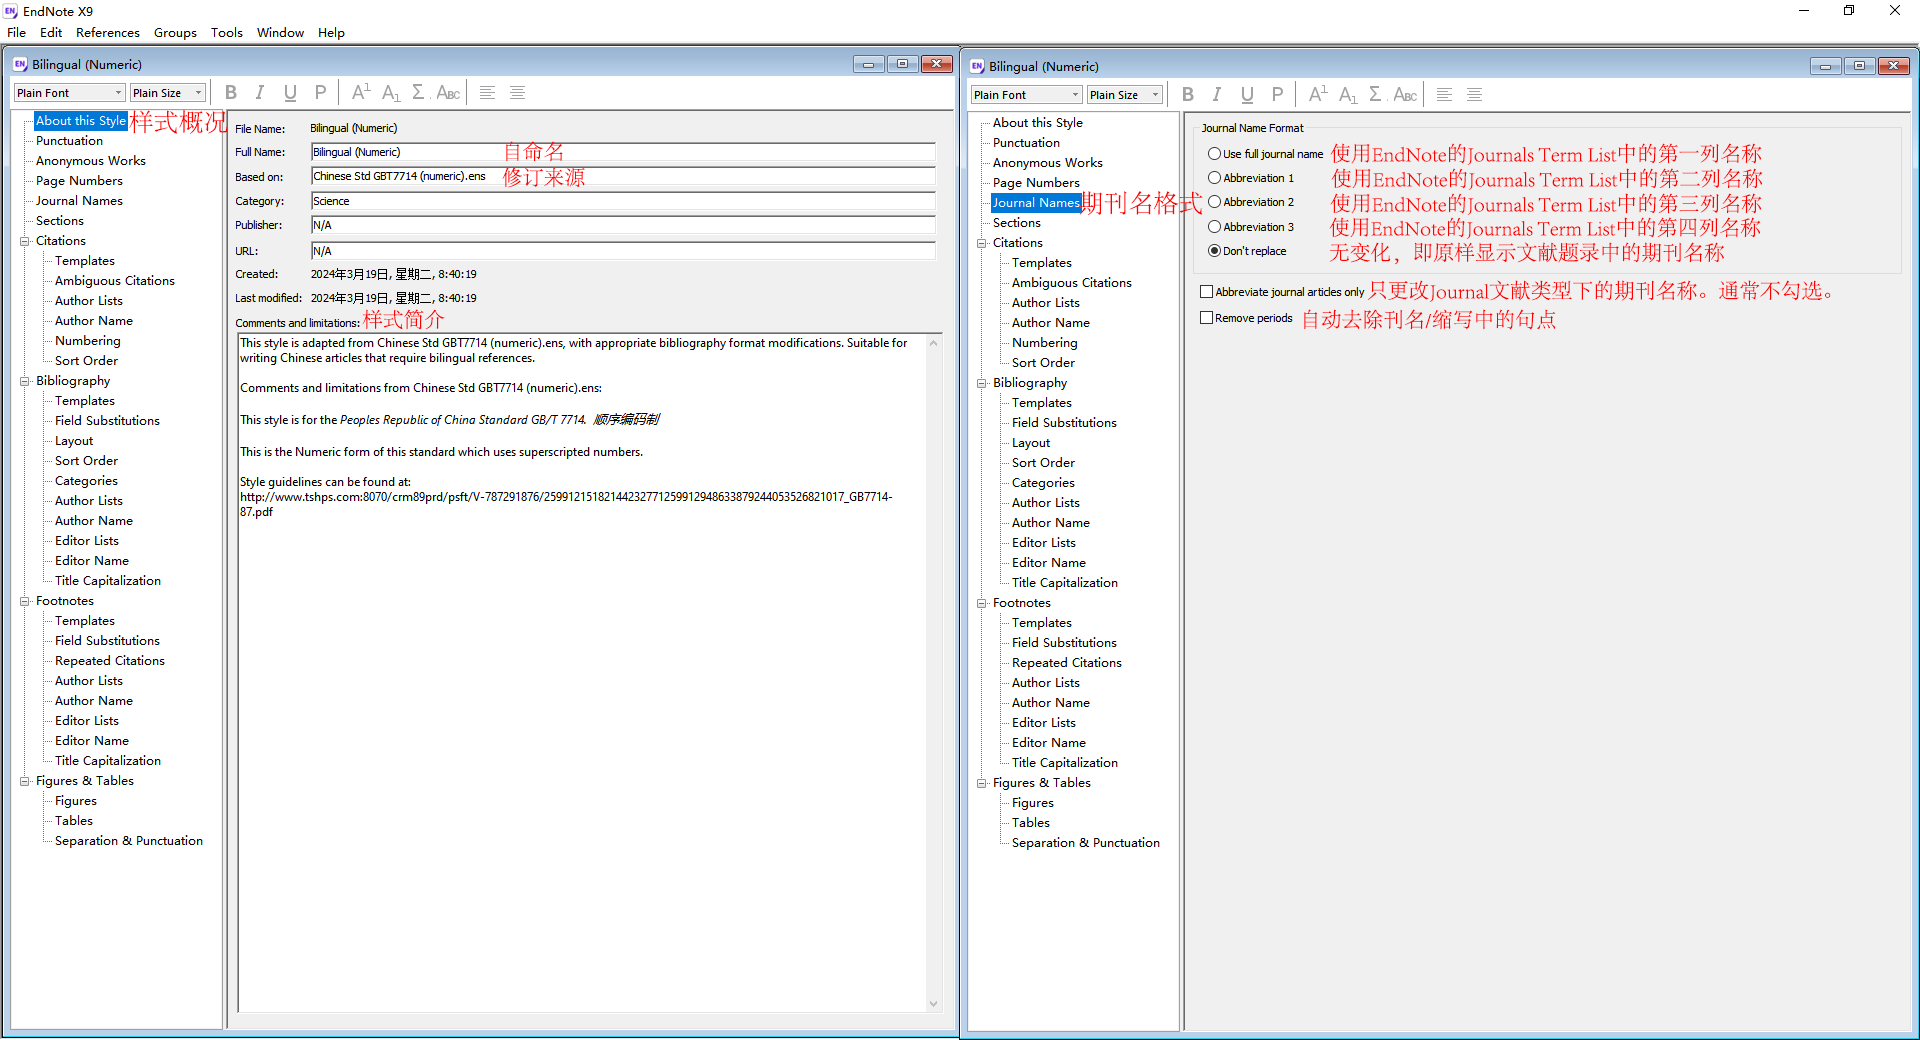 EndNote X9
File Edit References Groups Tools Window Help
Bilingual (Numeric)
Plain Font Plain Size B I U P A1 A1 Σ ABC
About this Style 样式概况
Punctuation
Anonymous Works
Page Numbers
Journal Names
Sections
Citations
Templates
Ambiguous Citations
Author Lists
Author Name
Numbering
Sort Order
Bibliography
Templates
Field Substitutions
Layout
Sort Order
Categories
Author Lists
Author Name
Editor Lists
Editor Name
Title Capitalization
Footnotes
Templates
Field Substitutions
Repeated Citations
Author Lists
Author Name
Editor Lists
Editor Name
Title Capitalization
Figures & Tables
Figures
Tables
Separation & Punctuation
File Name: Bilingual (Numeric)
Full Name: Bilingual (Numeric) 自命名
Based on: Chinese Std GBT7714 (numeric).ens 修订来源
Category: Science
Publisher: N/A
URL: N/A
Created: 2024年3月19日, 星期二, 8:40:19
Last modified: 2024年3月19日, 星期二, 8:40:19
Comments and limitations: 样式简介
This style is adapted from Chinese Std GBT7714 (numeric).ens, with appropriate bibliography format modifications. Suitable for
writing Chinese articles that require bilingual references.
Comments and limitations from Chinese Std GBT7714 (numeric).ens:
This style is for the Peoples Republic of China Standard GB/T 7714. 顺序编码制
This is the Numeric form of this standard which uses superscripted numbers.
Style guidelines can be found at:
http://www.tshps.com:8070/crm89prd/psft/V-787291876/25991215182144232771259912948633879244053526821017_GB7714-
87.pdf
Bilingual (Numeric)
Plain Font Plain Size B I U P A1 A1 Σ ABC
About this Style
Punctuation
Anonymous Works
Page Numbers
Journal Names 期刊名格式
Sections
Citations
Templates
Ambiguous Citations
Author Lists
Author Name
Numbering
Sort Order
Bibliography
Templates
Field Substitutions
Layout
Sort Order
Categories
Author Lists
Author Name
Editor Lists
Editor Name
Title Capitalization
Footnotes
Templates
Field Substitutions
Repeated Citations
Author Lists
Author Name
Editor Lists
Editor Name
Title Capitalization
Figures & Tables
Figures
Tables
Separation & Punctuation
Journal Name Format
Use full journal name 使用EndNote的Journals Term List中的第一列名称
Abbreviation 1 使用EndNote的Journals Term List中的第二列名称
Abbreviation 2 使用EndNote的Journals Term List中的第三列名称
Abbreviation 3 使用EndNote的Journals Term List中的第四列名称
Don't replace 无变化，即原样显示文献题录中的期刊名称
Abbreviate journal articles only 只更改Journal文献类型下的期刊名称。通常不勾选。
Remove periods 自动去除刊名/缩写中的句点